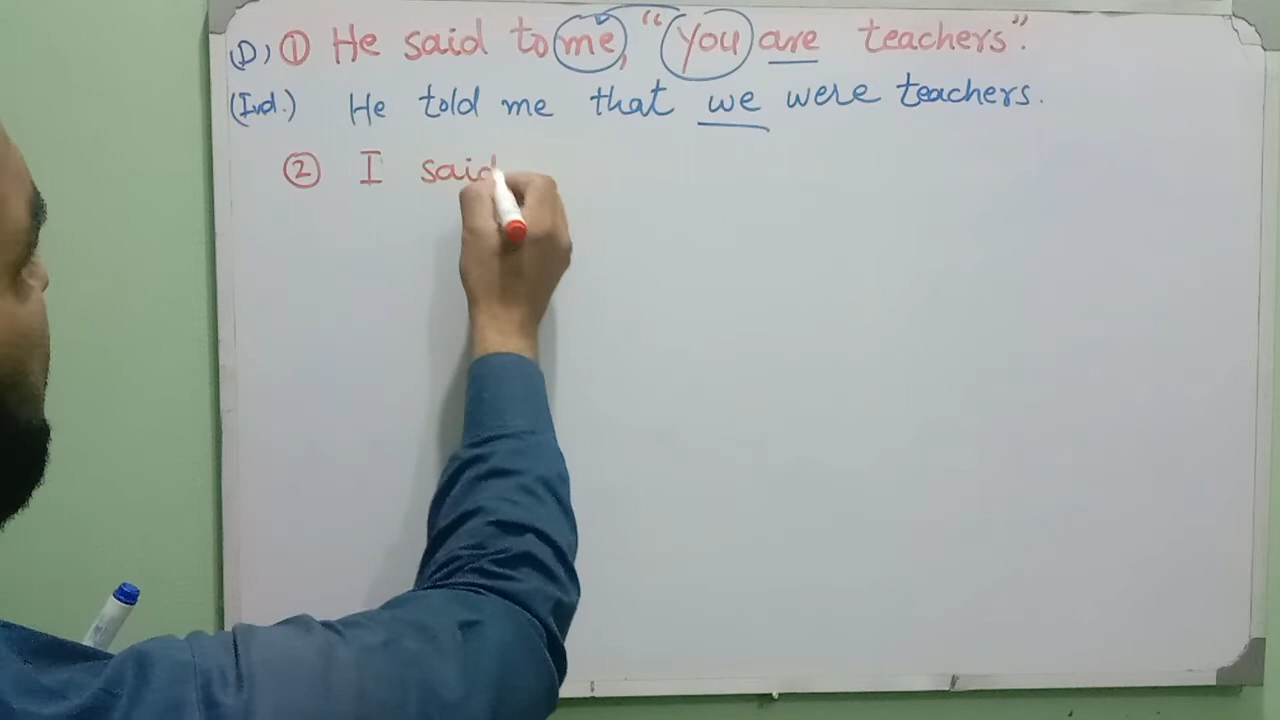 (D) ① He said to me, "You are teachers".
(Ind.) He told me that we were teachers.
② I said